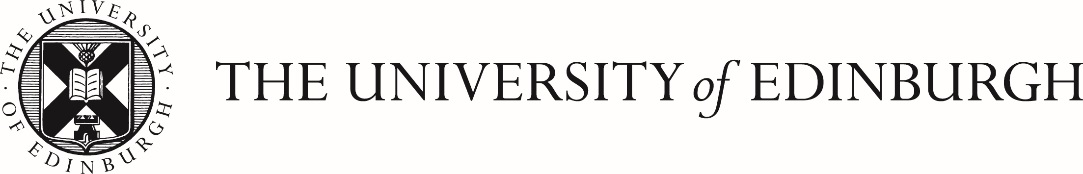 · THE UNIVERSITY · OF EDINBURGH
THE UNIVERSITY of EDINBURGH